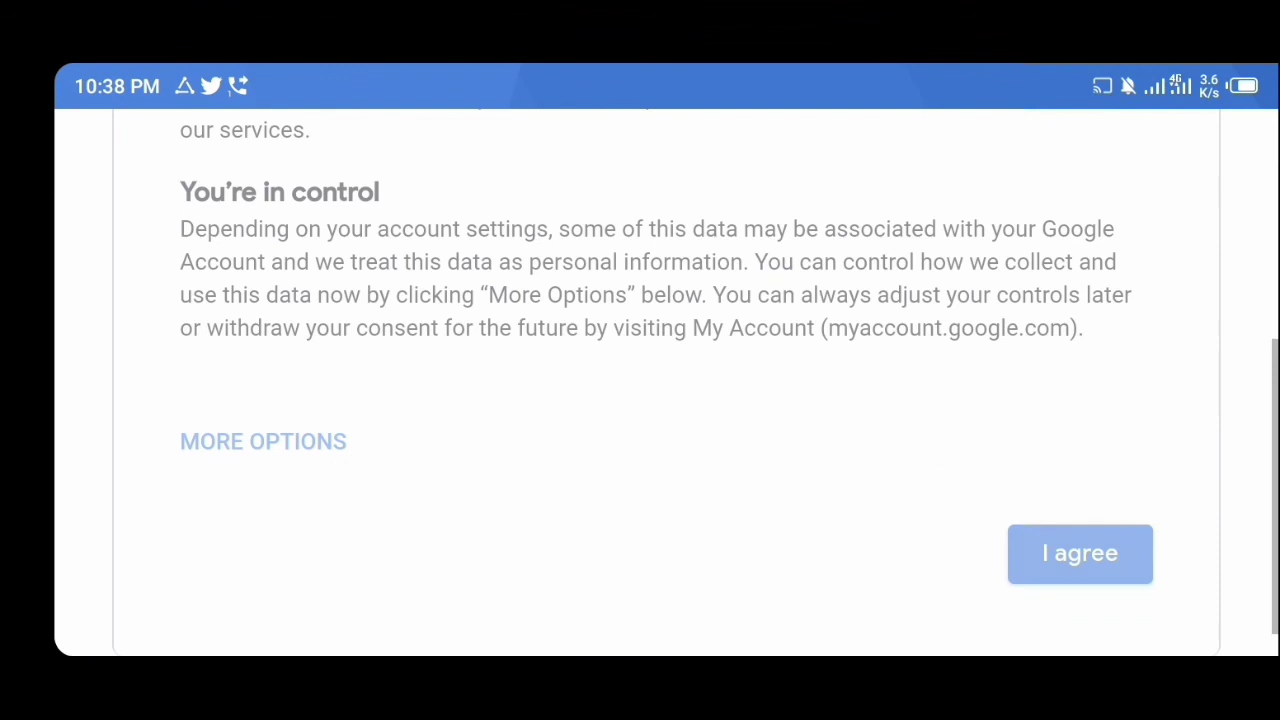 10:38 PM
4G
3.6
K/s
our services.
You're in control
Depending on your account settings, some of this data may be associated with your Google
Account and we treat this data as personal information. You can control how we collect and
use this data now by clicking “More Options” below. You can always adjust your controls later
or withdraw your consent for the future by visiting My Account (myaccount.google.com).
MORE OPTIONS
I agree